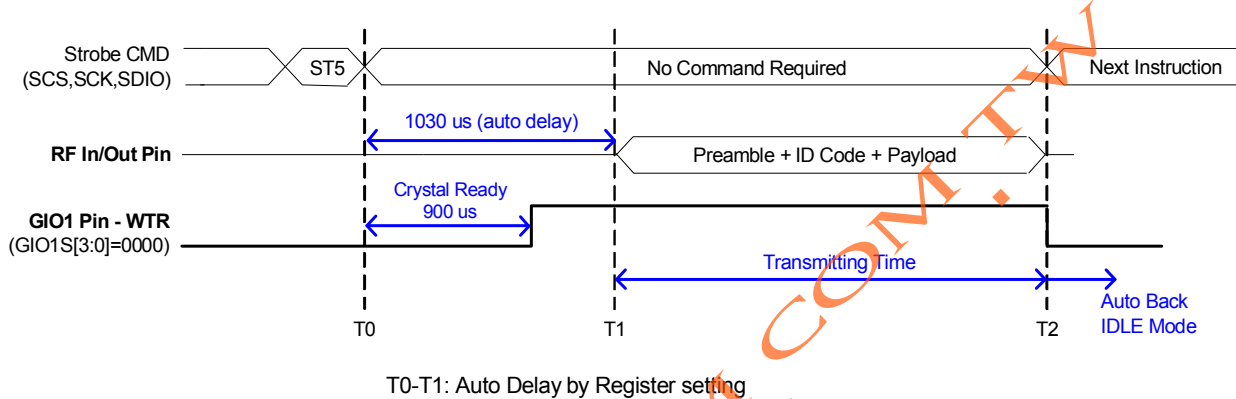 Strobe CMD
(SCS,SCK,SDIO)
ST5
No Command Required
Next Instruction
1030 us (auto delay)
RF In/Out Pin
Preamble + ID Code + Payload
Crystal Ready
900 us
GIO1 Pin - WTR
(GIO1S[3:0]=0000)
Transmitting Time
Auto Back
IDLE Mode
T0
T1
T2
T0-T1: Auto Delay by Register setting
COM.TW